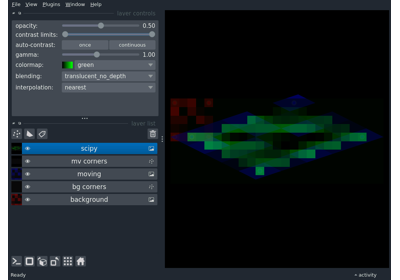 File View Plugins Window Help
layer controls
opacity: 0.50
contrast limits:
auto-contrast: once continuous
gamma: 1.00
colormap: green
blending: translucent_no_depth
interpolation: nearest
layer list
scipy
mv corners
moving
bg corners
background
Ready
activity